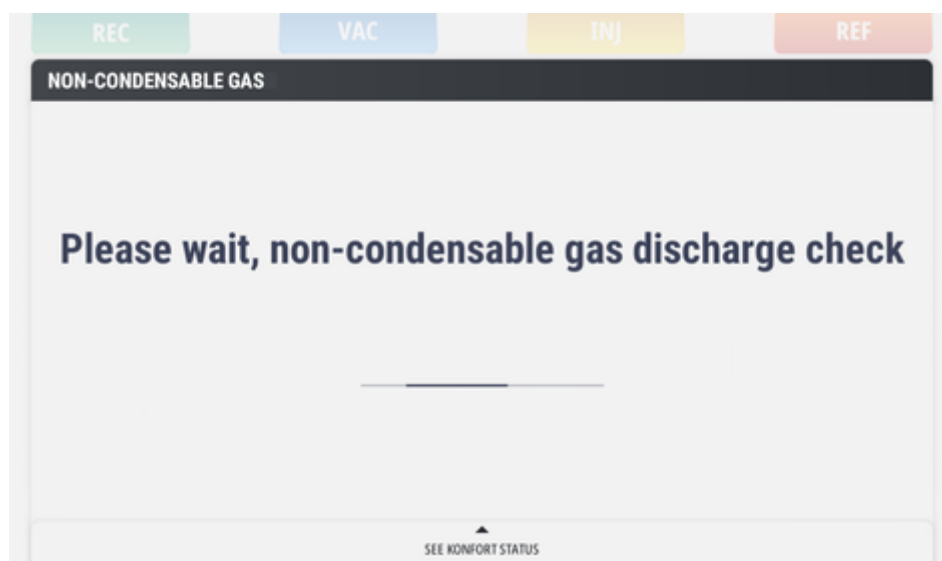 REC VAC INJ REF
NON-CONDENSABLE GAS
Please wait, non-condensable gas discharge check
SEE KONFORT STATUS